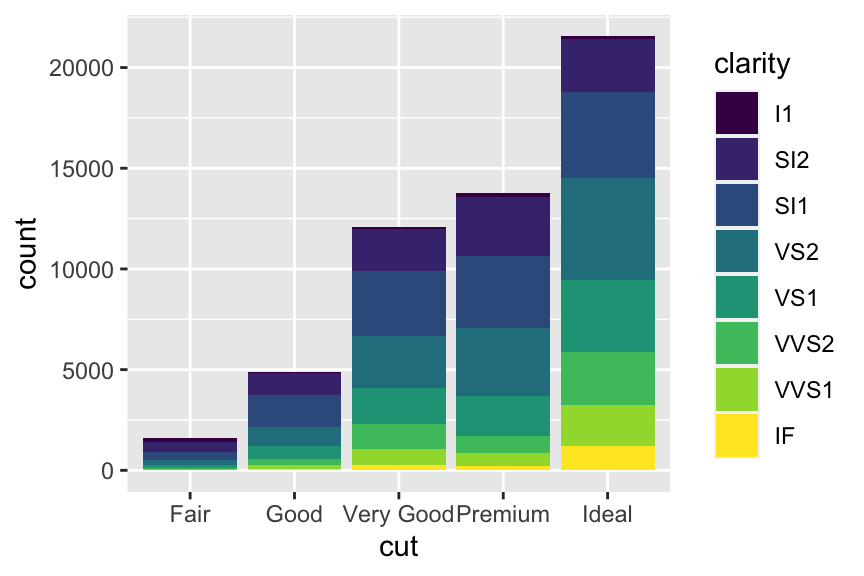 count
20000
15000
10000
5000
0
Fair Good Very Good Premium Ideal
cut
clarity
I1
SI2
SI1
VS2
VS1
VVS2
VVS1
IF